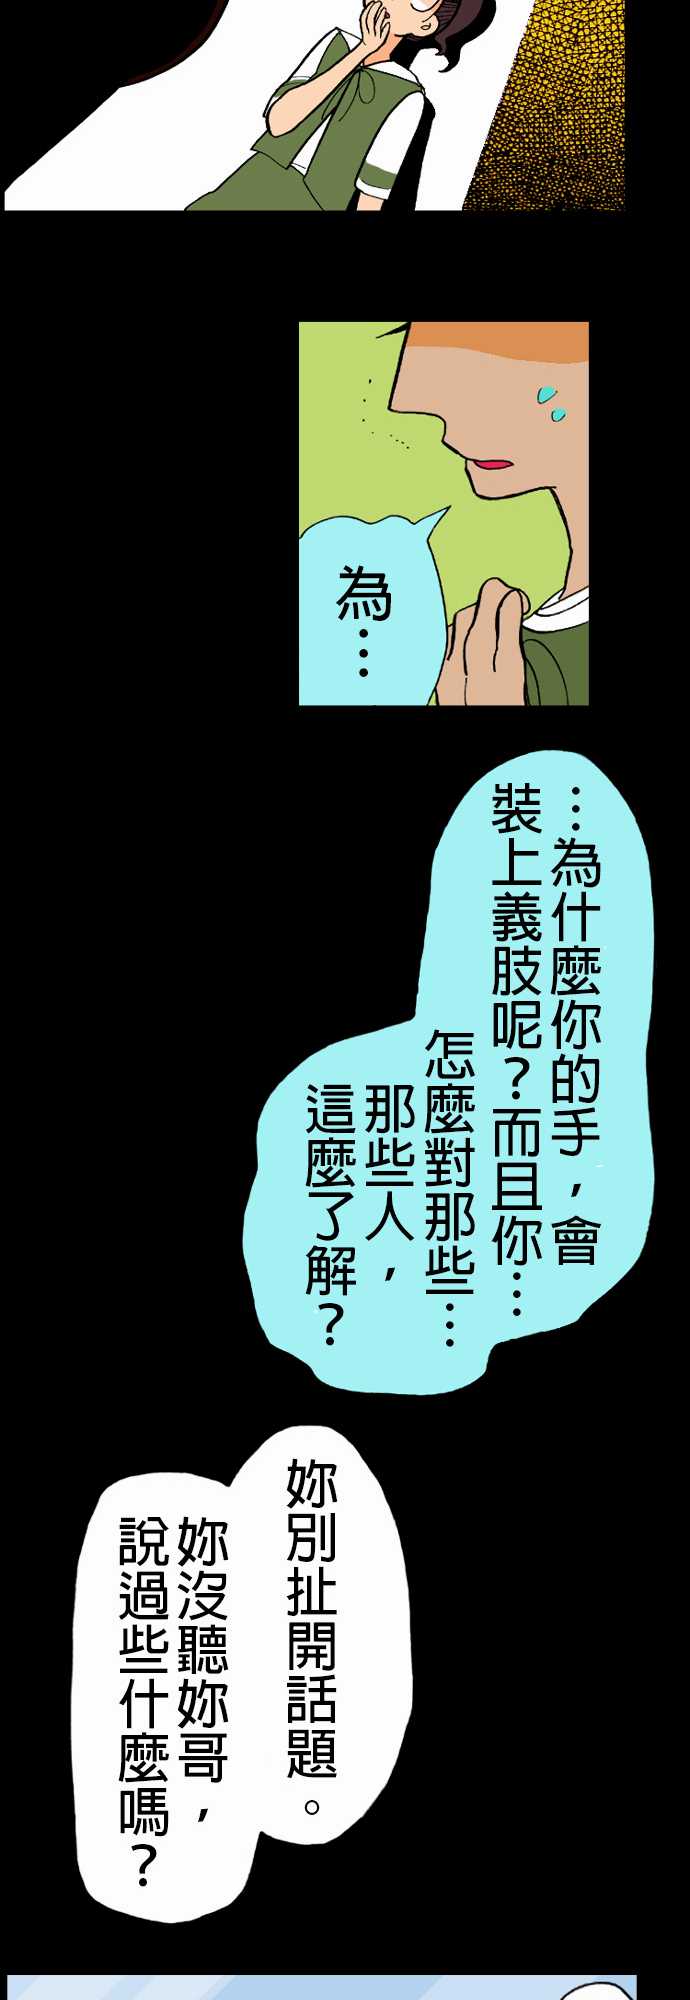 為…
…為什麼你的手，會
裝上義肢呢？而且你…
怎麼對那些…
那些人，
這麼了解？
妳別扯開話題。
妳沒聽妳哥，
說過些什麼嗎？